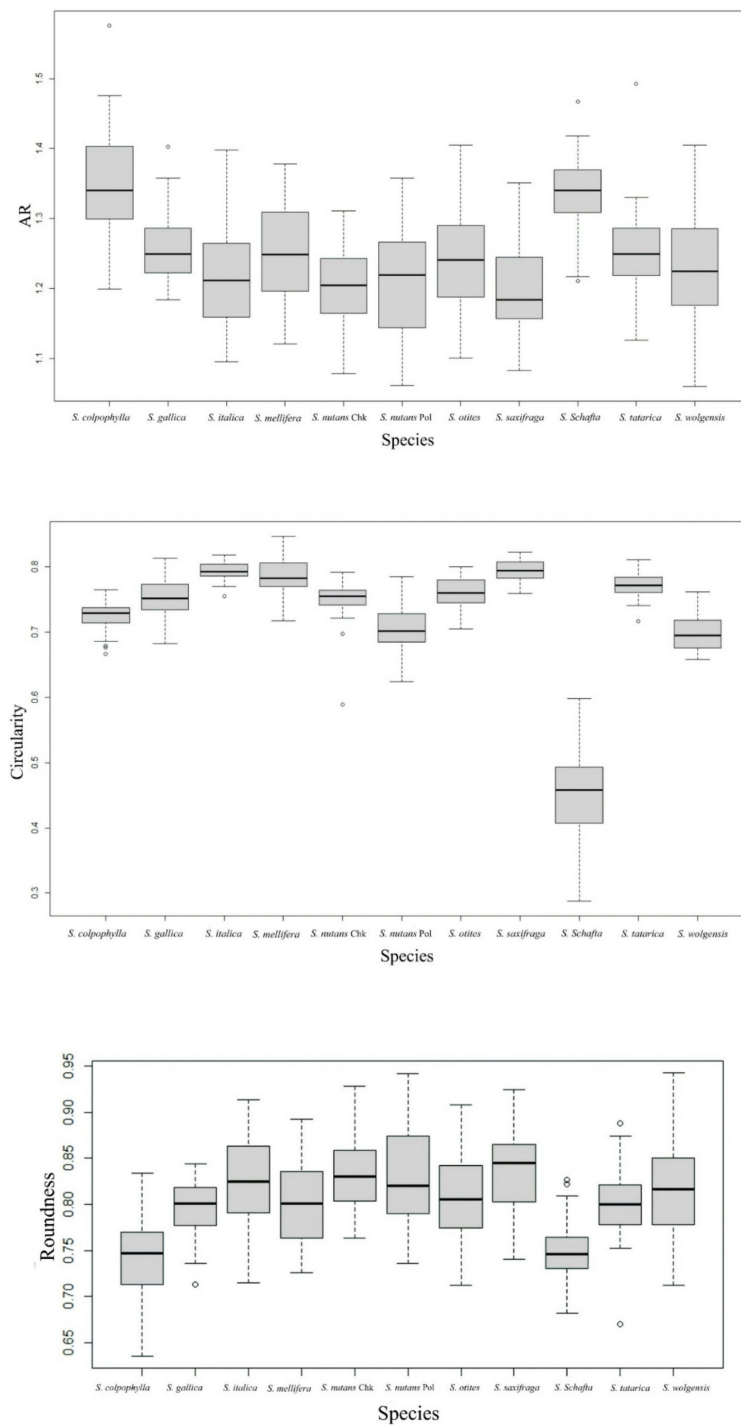 AR
1.5
1.4
1.3
1.2
1.1
S. colpophylla S. gallica S. italica S. mellifera S. nutans Chk S. nutans Pol S. otites S. saxifraga S. Schafta S. tatarica S. wolgensis
Species
Circularity
0.8
0.7
0.6
0.5
0.4
0.3
S. colpophylla S. gallica S. italica S. mellifera S. nutans Chk S. nutans Pol S. otites S. saxifraga S. Schafta S. tatarica S. wolgensis
Species
Roundness
0.95
0.90
0.85
0.80
0.75
0.70
0.65
S. colpophylla S. gallica S. italica S. mellifera S. nutans Chk S. nutans Pol S. otites S. saxifraga S. Schafta S. tatarica S. wolgensis
Species